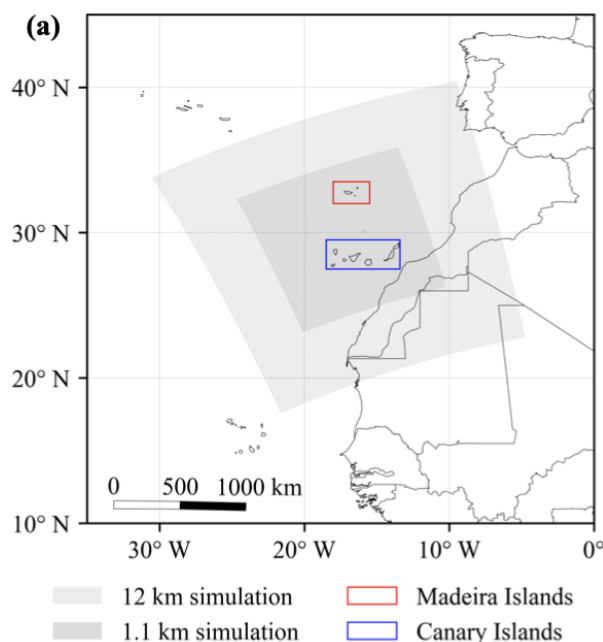 (a)
40° N
30° N
20° N
0 500 1000 km
10° N
30° W 20° W 10° W 0°
12 km simulation Madeira Islands
1.1 km simulation Canary Islands